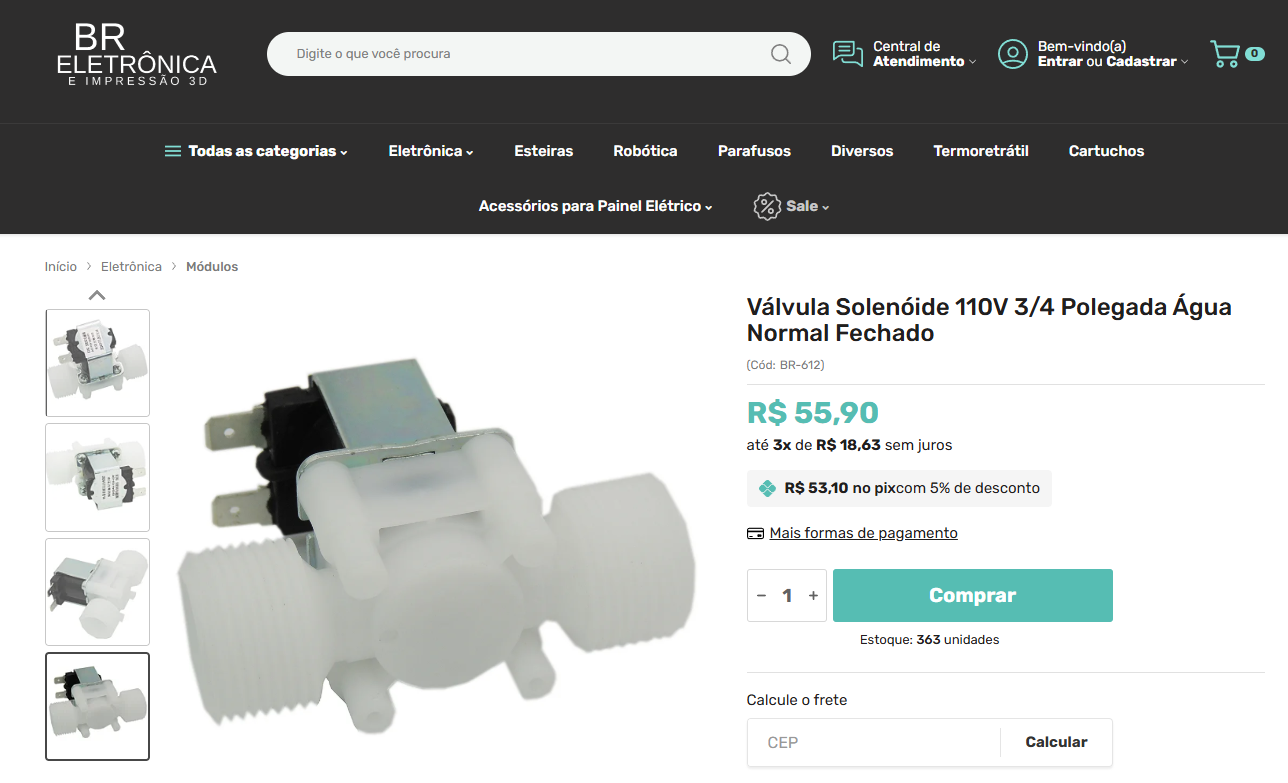 BR
ELETRÔNICA
E IMPRESSÃO 3D
Digite o que você procura
Central de
Atendimento
Bem-vindo(a)
Entrar ou Cadastrar
0
Todas as categorias
Eletrônica
Esteiras
Robótica
Parafusos
Diversos
Termoretrátil
Cartuchos
Acessórios para Painel Elétrico
Sale
Início
Eletrônica
Módulos
Válvula Solenóide 110V 3/4 Polegada Água
Normal Fechado
(Cód: BR-612)
R$ 55,90
até 3x de R$ 18,63 sem juros
R$ 53,10 no pixcom 5% de desconto
Mais formas de pagamento
− 1 +
Comprar
Estoque: 363 unidades
Calcule o frete
CEP
Calcular